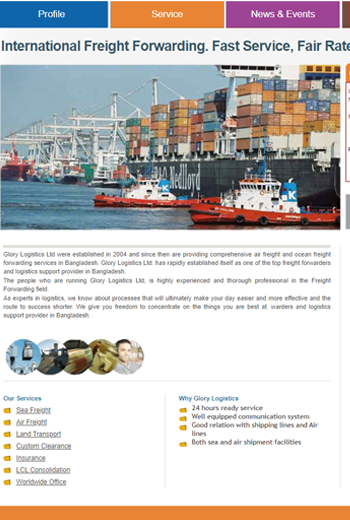 Profile
Service
News & Events
International Freight Forwarding. Fast Service, Fair Rate
Nedlloyd
Glory Logistics Ltd were established in 2004 and since then are providing comprehensive air freight and ocean freight
forwarding services in Bangladesh. Glory Logistics Ltd. has rapidly established itself as one of the top freight forwarders
and logistics support provider in Bangladesh.
The people who are running Glory Logistics Ltd, is highly experienced and thorough professional in the Freight
Forwarding field.
As experts in logistics, we know about processes that will ultimately make your day easier and more effective and the
route to success shorter. We give you freedom to concentrate on the things you are best at. warders and logistics
support provider in Bangladesh.
Our Services
Sea Freight
Air Freight
Land Transport
Custom Clearance
Insurance
LCL Consolidation
Worldwide Office
Why Glory Logistics
24 hours ready service
Well equipped communication system
Good relation with shipping lines and Air
lines
Both sea and air shipment facilities